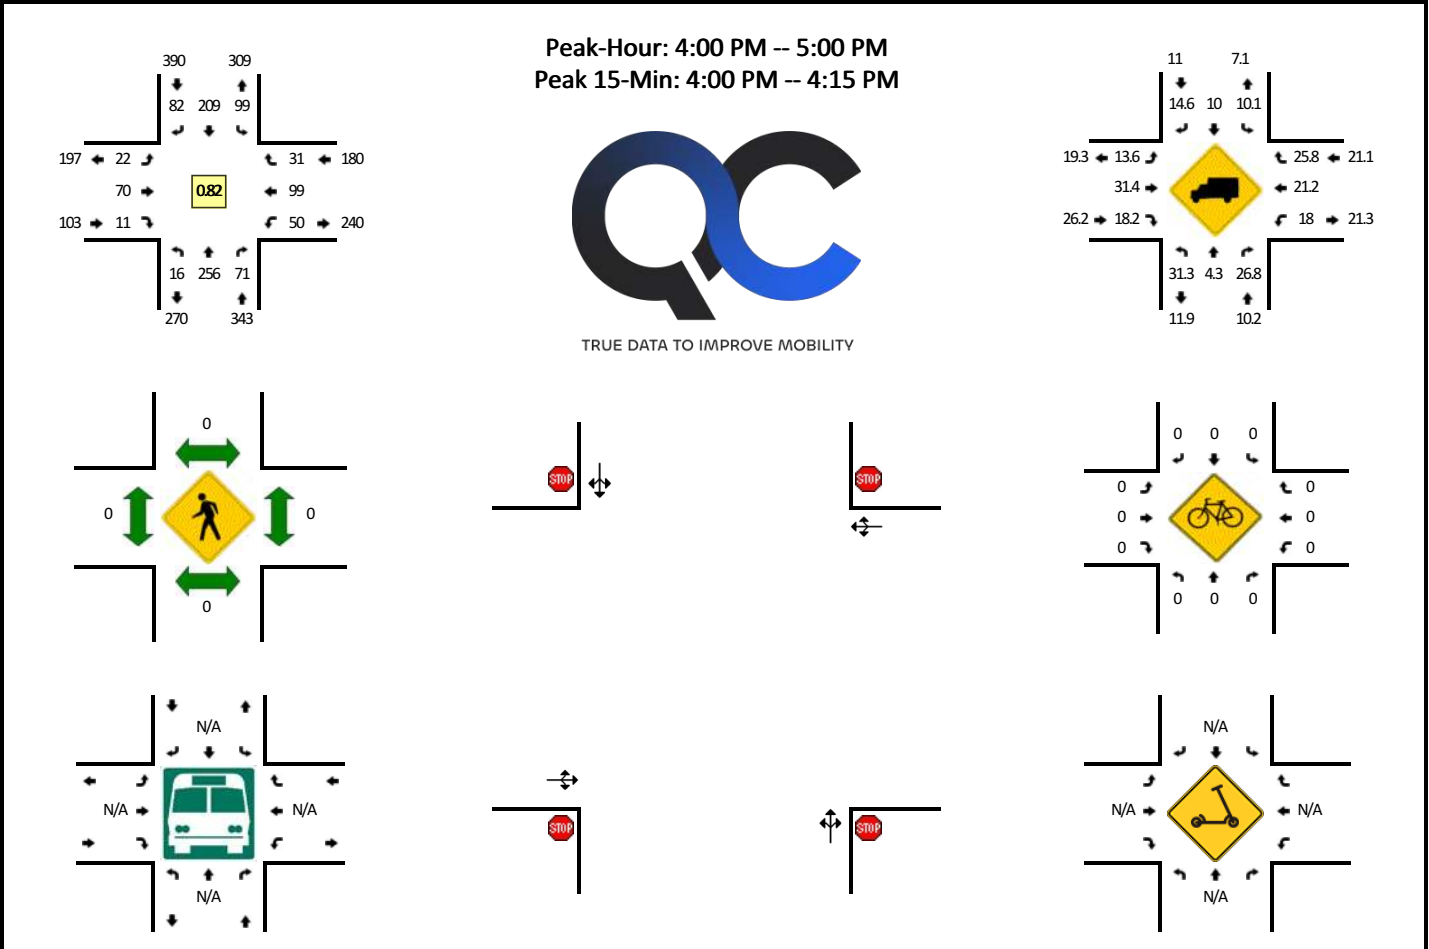 Peak-Hour: 4:00 PM -- 5:00 PM
Peak 15-Min: 4:00 PM -- 4:15 PM
390 309
82 209 99
197 22 31 180
70 0.82 99
103 11 50 240
16 256 71
270 343
TRUE DATA TO IMPROVE MOBILITY
11 7.1
14.6 10 10.1
19.3 13.6 25.8 21.1
31.4 21.2
26.2 18.2 18 21.3
31.3 4.3 26.8
11.9 10.2
0
0 0
0
STOP STOP
STOP STOP
0 0 0
0 0
0 0
0 0
0 0 0
N/A
N/A N/A
N/A
N/A
N/A N/A
N/A